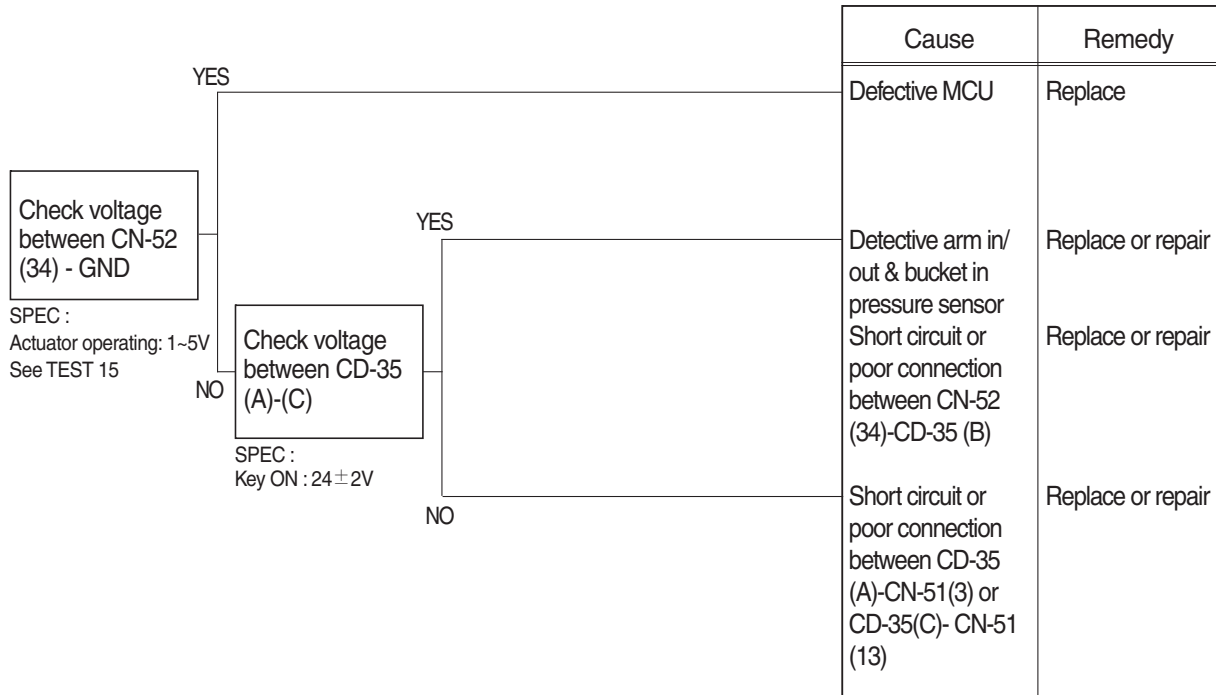 Cause Remedy
YES
Defective MCU Replace
Check voltage
between CN-52
(34) - GND
SPEC :
Actuator operating: 1~5V
See TEST 15
NO
Check voltage
between CD-35
(A)-(C)
SPEC :
Key ON : 24±2V
YES
Detective arm in/ Replace or repair
out & bucket in
pressure sensor
Short circuit or Replace or repair
poor connection
between CN-52
(34)-CD-35 (B)
NO
Short circuit or Replace or repair
poor connection
between CD-35
(A)-CN-51(3) or
CD-35(C)- CN-51
(13)